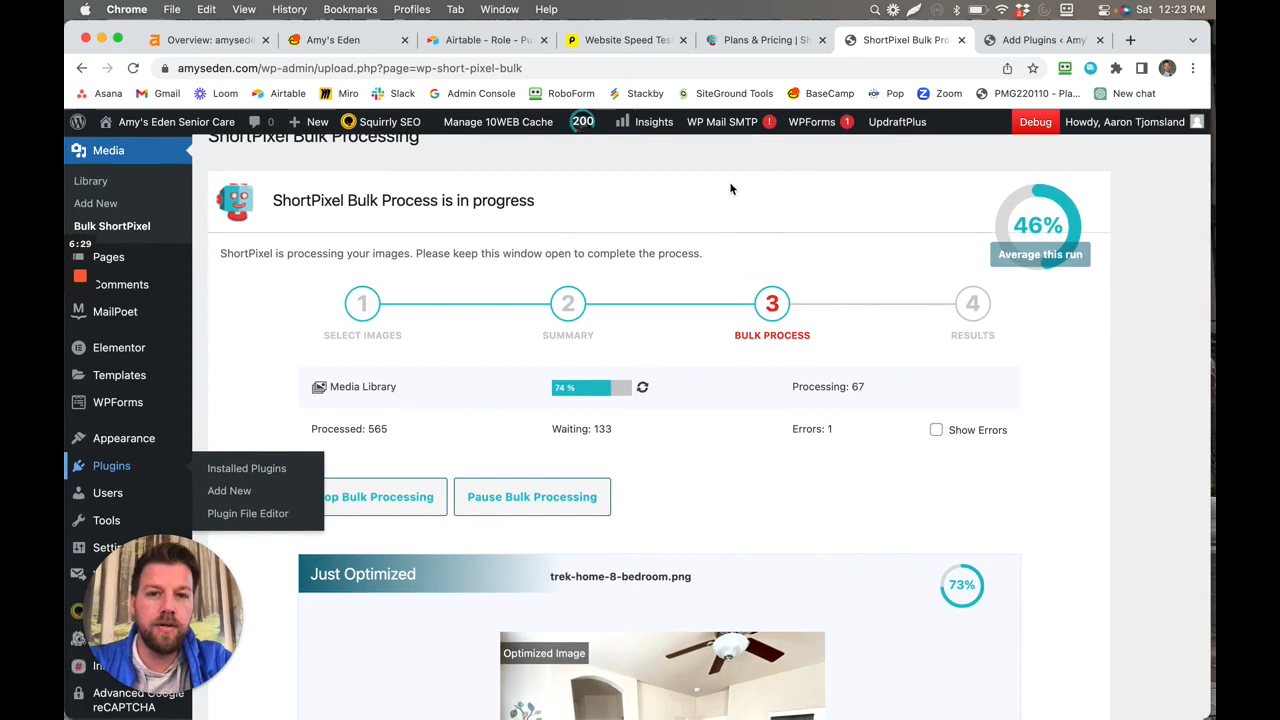 Chrome File Edit View History Bookmarks Profiles Tab Window Help Sat 12:23 PM
Overview: amysede Amy's Eden Airtable - Role - Pu Website Speed Tes Plans & Pricing | Sh ShortPixel Bulk Pro Add Plugins ‹ Amy'
amyseden.com/wp-admin/upload.php?page=wp-short-pixel-bulk
Asana Gmail Loom Airtable Miro Slack Admin Console RoboForm Stackby SiteGround Tools BaseCamp Pop Zoom PMG220110 - Pla... New chat
Amy's Eden Senior Care 0 New Squirrly SEO Manage 10WEB Cache 200 Insights WP Mail SMTP ! WPForms 1 UpdraftPlus Debug Howdy, Aaron Tjomsland
ShortPixel Bulk Processing
Media
Library
Add New
Bulk ShortPixel
6:29
Pages
Comments
MailPoet
Elementor
Templates
WPForms
Appearance
Plugins
Users
Tools
Setti
Advanced Google
reCAPTCHA
Installed Plugins
Add New
Plugin File Editor
ShortPixel Bulk Process is in progress
46%
Average this run
ShortPixel is processing your images. Please keep this window open to complete the process.
1 2 3 4
SELECT IMAGES SUMMARY BULK PROCESS RESULTS
Media Library 74 % Processing: 67
Processed: 565 Waiting: 133 Errors: 1 Show Errors
op Bulk Processing Pause Bulk Processing
Just Optimized trek-home-8-bedroom.png 73%
Optimized Image